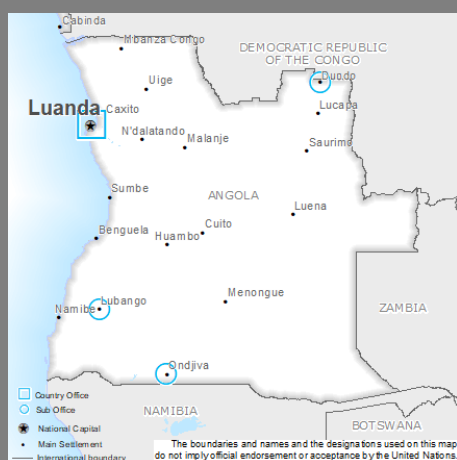 Cabinda
Mbanza Congo
DEMOCRATIC REPUBLIC
OF THE CONGO
Dundo
Uige
Luanda
Caxito
Lucapa
N'dalatando
Malanje
Saurimo
Sumbe
ANGOLA
Luena
Benguela
Cuito
Huambo
Menongue
Lubango
Namibe
ZAMBIA
Ondjiva
Country Office
Sub Office
NAMIBIA
National Capital
BOTSWANA
Main Settlement
The boundaries and names and the designations used on this map
International boundary
do not imply official endorsement or acceptance by the United Nations.